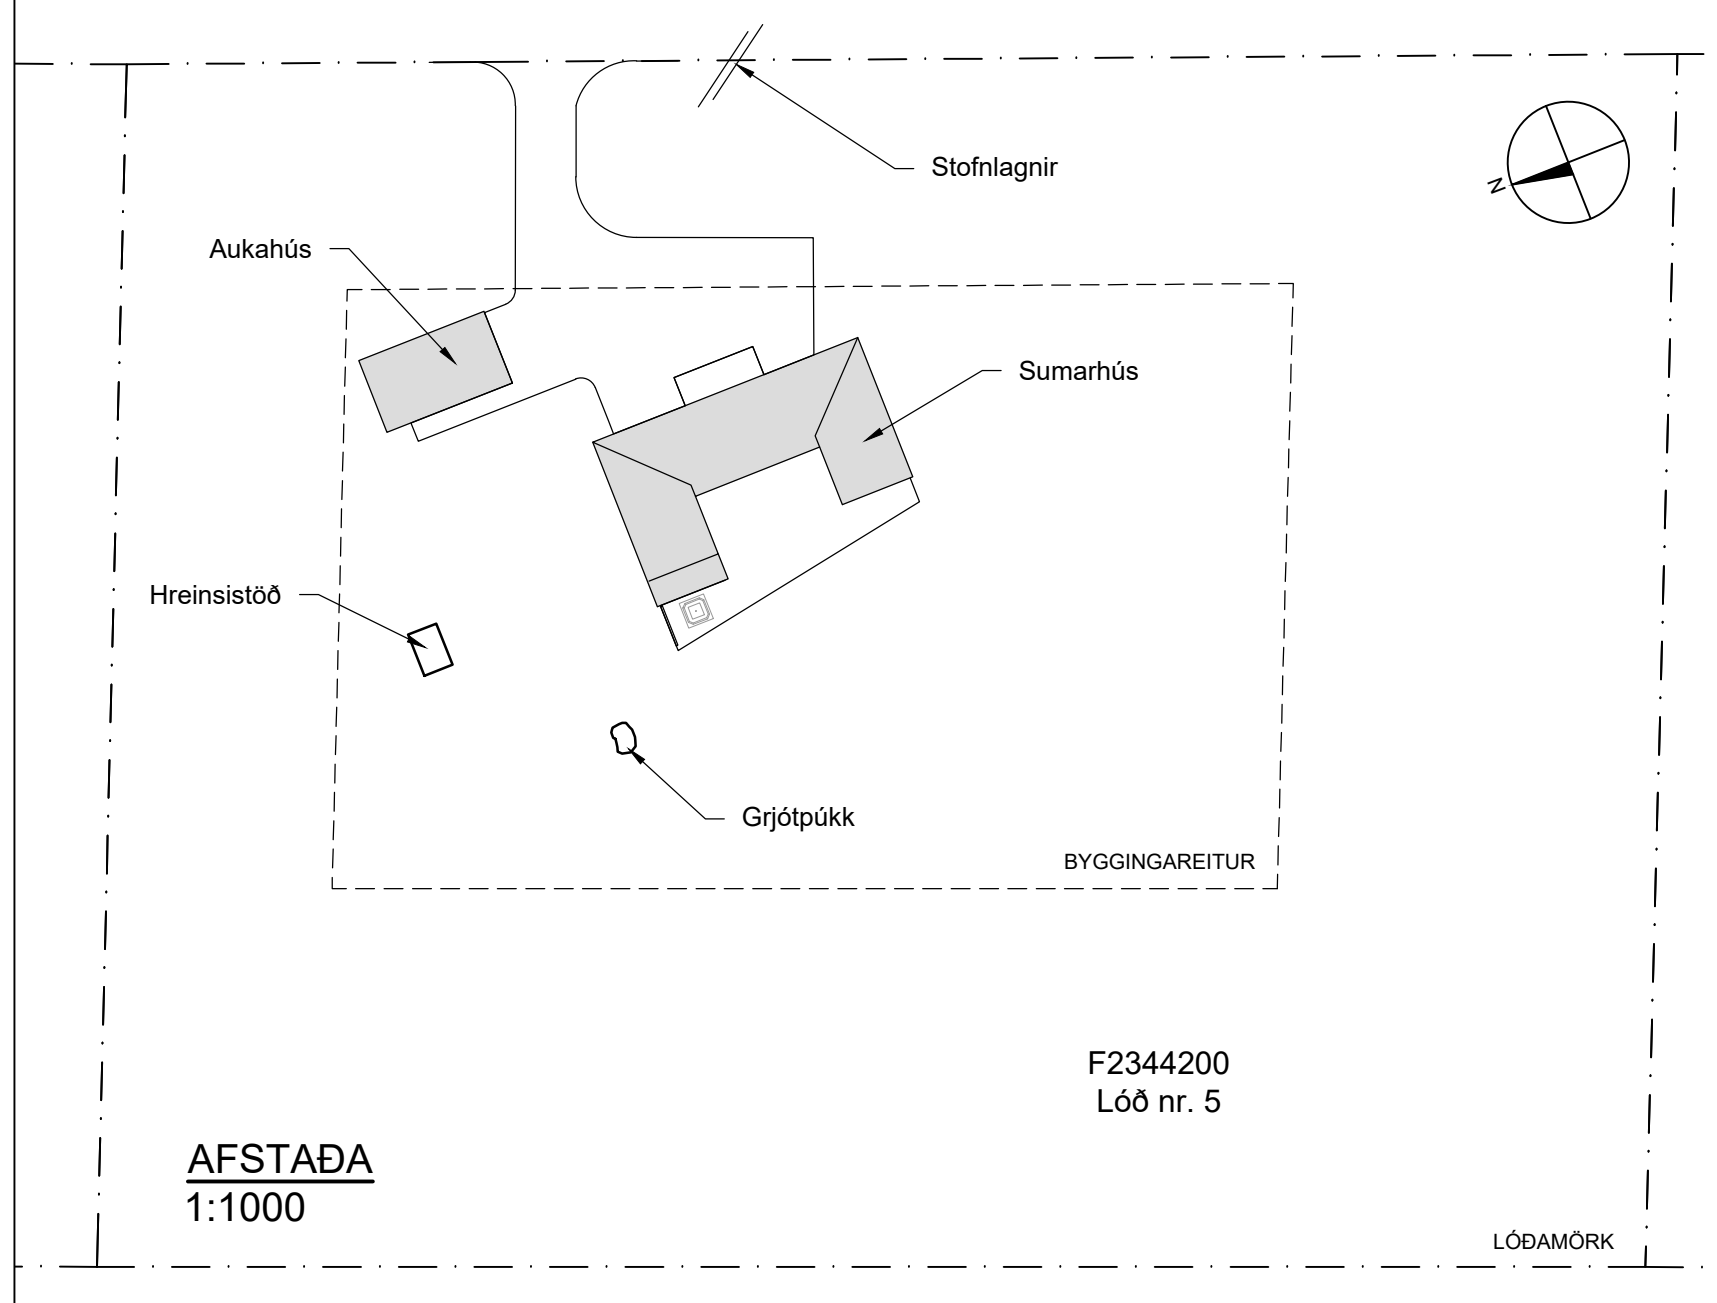 Stofnlagnir
Aukahús
N
Sumarhús
Hreinsistöð
Grjótpúkk
BYGGINGAREITUR
F2344200
Lóð nr. 5
AFSTAÐA
1:1000
LÓÐAMÖRK